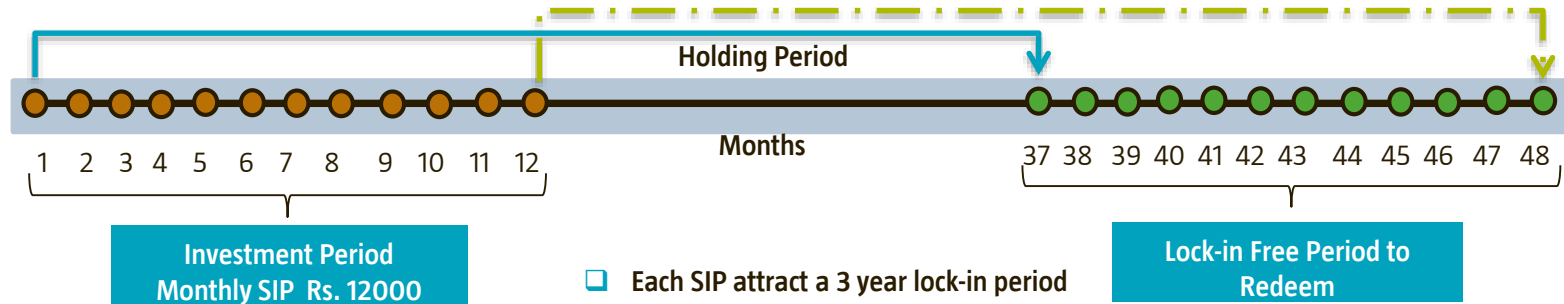 Holding Period
Months
1 2 3 4 5 6 7 8 9 10 11 12
37 38 39 40 41 42 43 44 45 46 47 48
Investment Period
Monthly SIP Rs. 12000
Each SIP attract a 3 year lock-in period
Lock-in Free Period to
Redeem